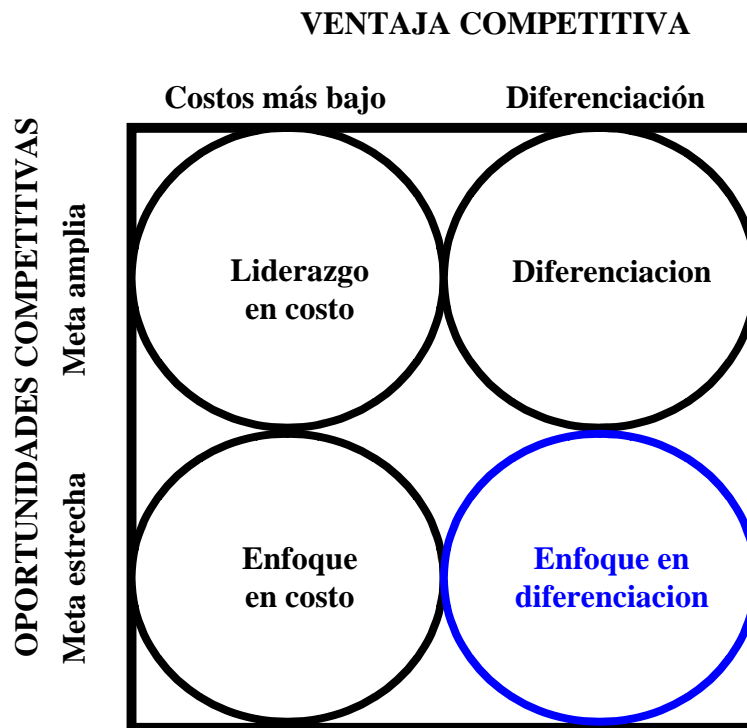 VENTAJA COMPETITIVA
Costos más bajo
Diferenciación
OPORTUNIDADES COMPETITIVAS
Meta amplia
Liderazgo
en costo
Diferenciacion
Meta estrecha
Enfoque
en costo
Enfoque en
diferenciacion